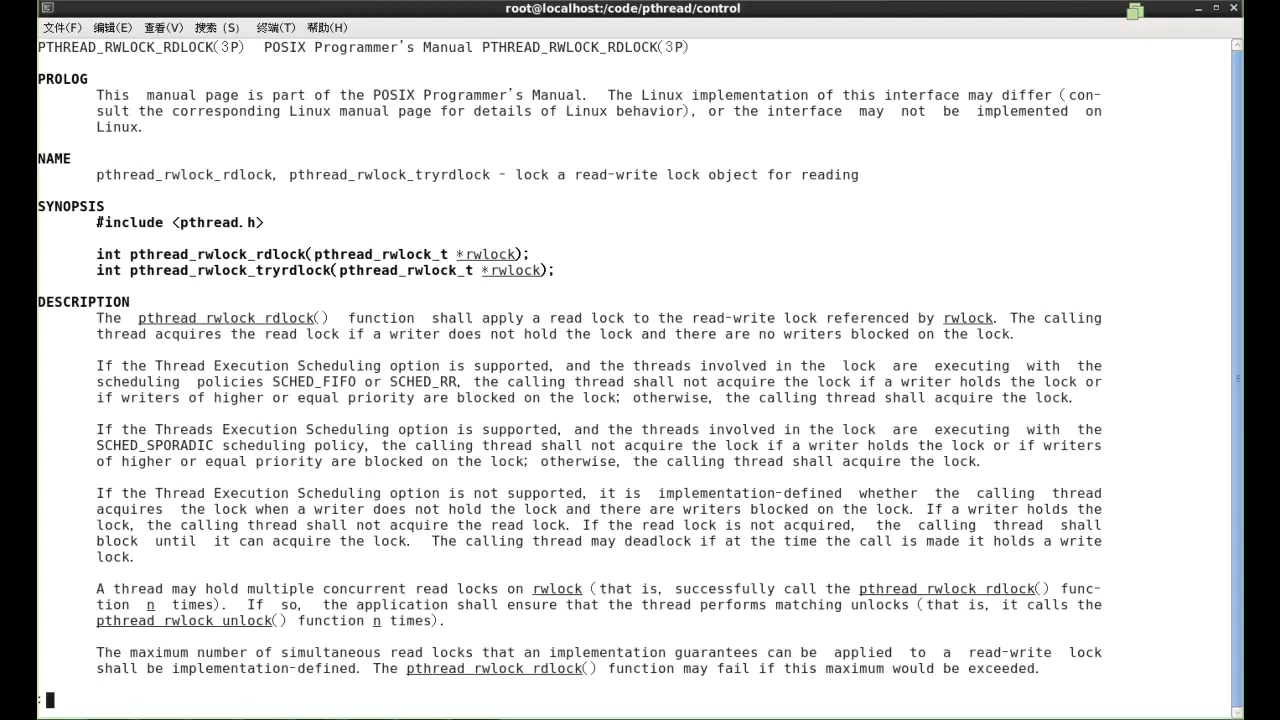 root@localhost:/code/pthread/control
文件(F) 编辑(E) 查看(V) 搜索 (S) 终端(T) 帮助(H)
PTHREAD_RWLOCK_RDLOCK(3P) POSIX Programmer's Manual PTHREAD_RWLOCK_RDLOCK(3P)
PROLOG
This manual page is part of the POSIX Programmer's Manual. The Linux implementation of this interface may differ (con-
sult the corresponding Linux manual page for details of Linux behavior), or the interface may not be implemented on
Linux.
NAME
pthread_rwlock_rdlock, pthread_rwlock_tryrdlock - lock a read-write lock object for reading
SYNOPSIS
#include <pthread.h>
int pthread_rwlock_rdlock(pthread_rwlock_t *rwlock);
int pthread_rwlock_tryrdlock(pthread_rwlock_t *rwlock);
DESCRIPTION
The pthread_rwlock_rdlock() function shall apply a read lock to the read-write lock referenced by rwlock. The calling
thread acquires the read lock if a writer does not hold the lock and there are no writers blocked on the lock.
If the Thread Execution Scheduling option is supported, and the threads involved in the lock are executing with the
scheduling policies SCHED_FIFO or SCHED_RR, the calling thread shall not acquire the lock if a writer holds the lock or
if writers of higher or equal priority are blocked on the lock; otherwise, the calling thread shall acquire the lock.
If the Threads Execution Scheduling option is supported, and the threads involved in the lock are executing with the
SCHED_SPORADIC scheduling policy, the calling thread shall not acquire the lock if a writer holds the lock or if writers
of higher or equal priority are blocked on the lock; otherwise, the calling thread shall acquire the lock.
If the Thread Execution Scheduling option is not supported, it is implementation-defined whether the calling thread
acquires the lock when a writer does not hold the lock and there are writers blocked on the lock. If a writer holds the
lock, the calling thread shall not acquire the read lock. If the read lock is not acquired, the calling thread shall
block until it can acquire the lock. The calling thread may deadlock if at the time the call is made it holds a write
lock.
A thread may hold multiple concurrent read locks on rwlock (that is, successfully call the pthread_rwlock_rdlock() func-
tion n times). If so, the application shall ensure that the thread performs matching unlocks (that is, it calls the
pthread_rwlock_unlock() function n times).
The maximum number of simultaneous read locks that an implementation guarantees can be applied to a read-write lock
shall be implementation-defined. The pthread_rwlock_rdlock() function may fail if this maximum would be exceeded.
: